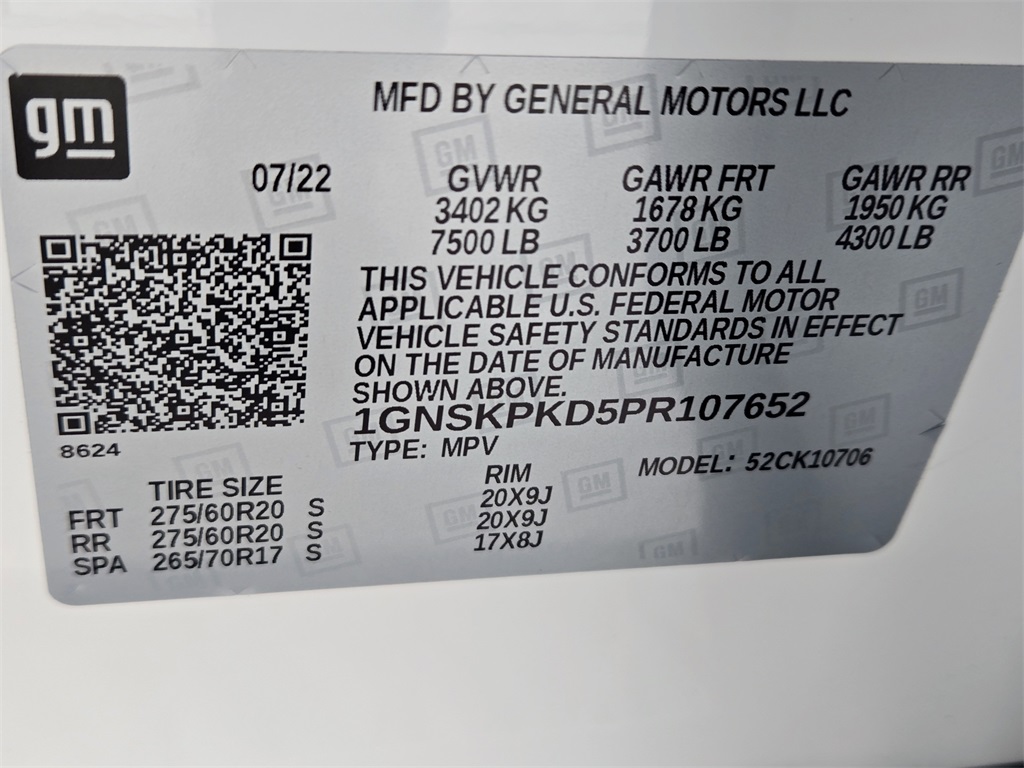 gm
MFD BY GENERAL MOTORS LLC
07/22 GVWR GAWR FRT GAWR RR
3402 KG 1678 KG 1950 KG
7500 LB 3700 LB 4300 LB
THIS VEHICLE CONFORMS TO ALL
APPLICABLE U.S. FEDERAL MOTOR
VEHICLE SAFETY STANDARDS IN EFFECT
ON THE DATE OF MANUFACTURE
SHOWN ABOVE.
1GNSKPKD5PR107652
8624
TYPE: MPV MODEL: 52CK10706
TIRE SIZE RIM
FRT 275/60R20 S 20X9J
RR 275/60R20 S 20X9J
SPA 265/70R17 S 17X8J